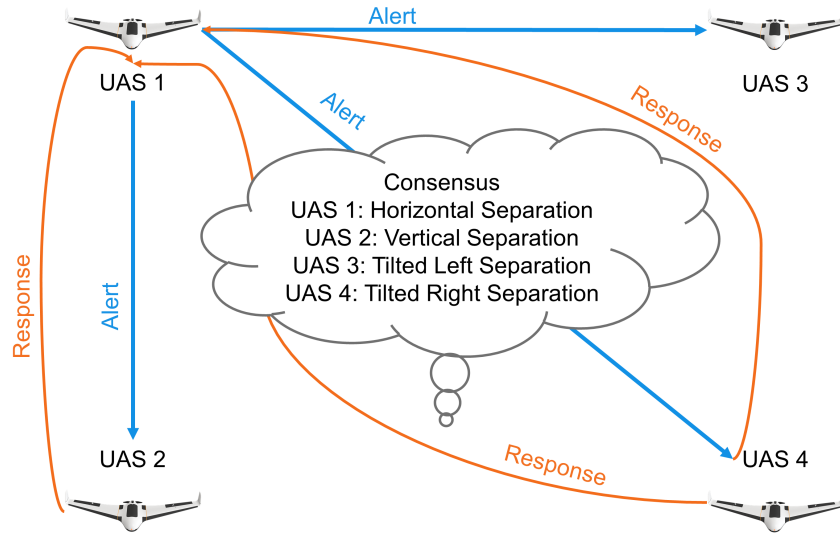 Alert
UAS 1
UAS 3
Alert
Response
Consensus
UAS 1: Horizontal Separation
UAS 2: Vertical Separation
UAS 3: Tilted Left Separation
UAS 4: Tilted Right Separation
Alert
Response
UAS 2
UAS 4
Response